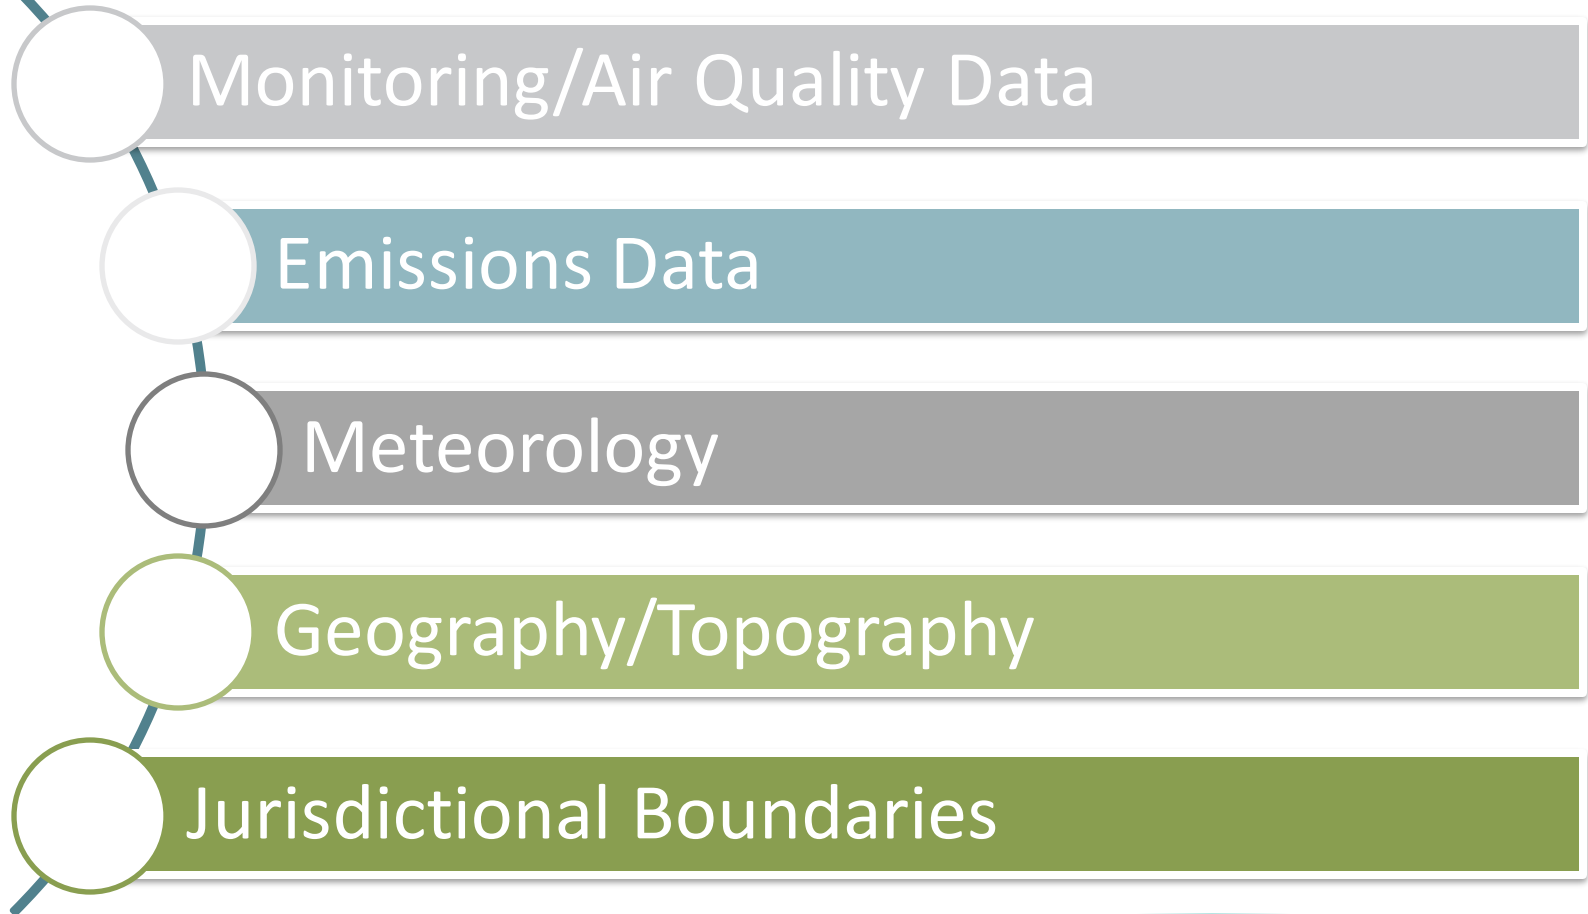 Monitoring/Air Quality Data
Emissions Data
Meteorology
Geography/Topography
Jurisdictional Boundaries